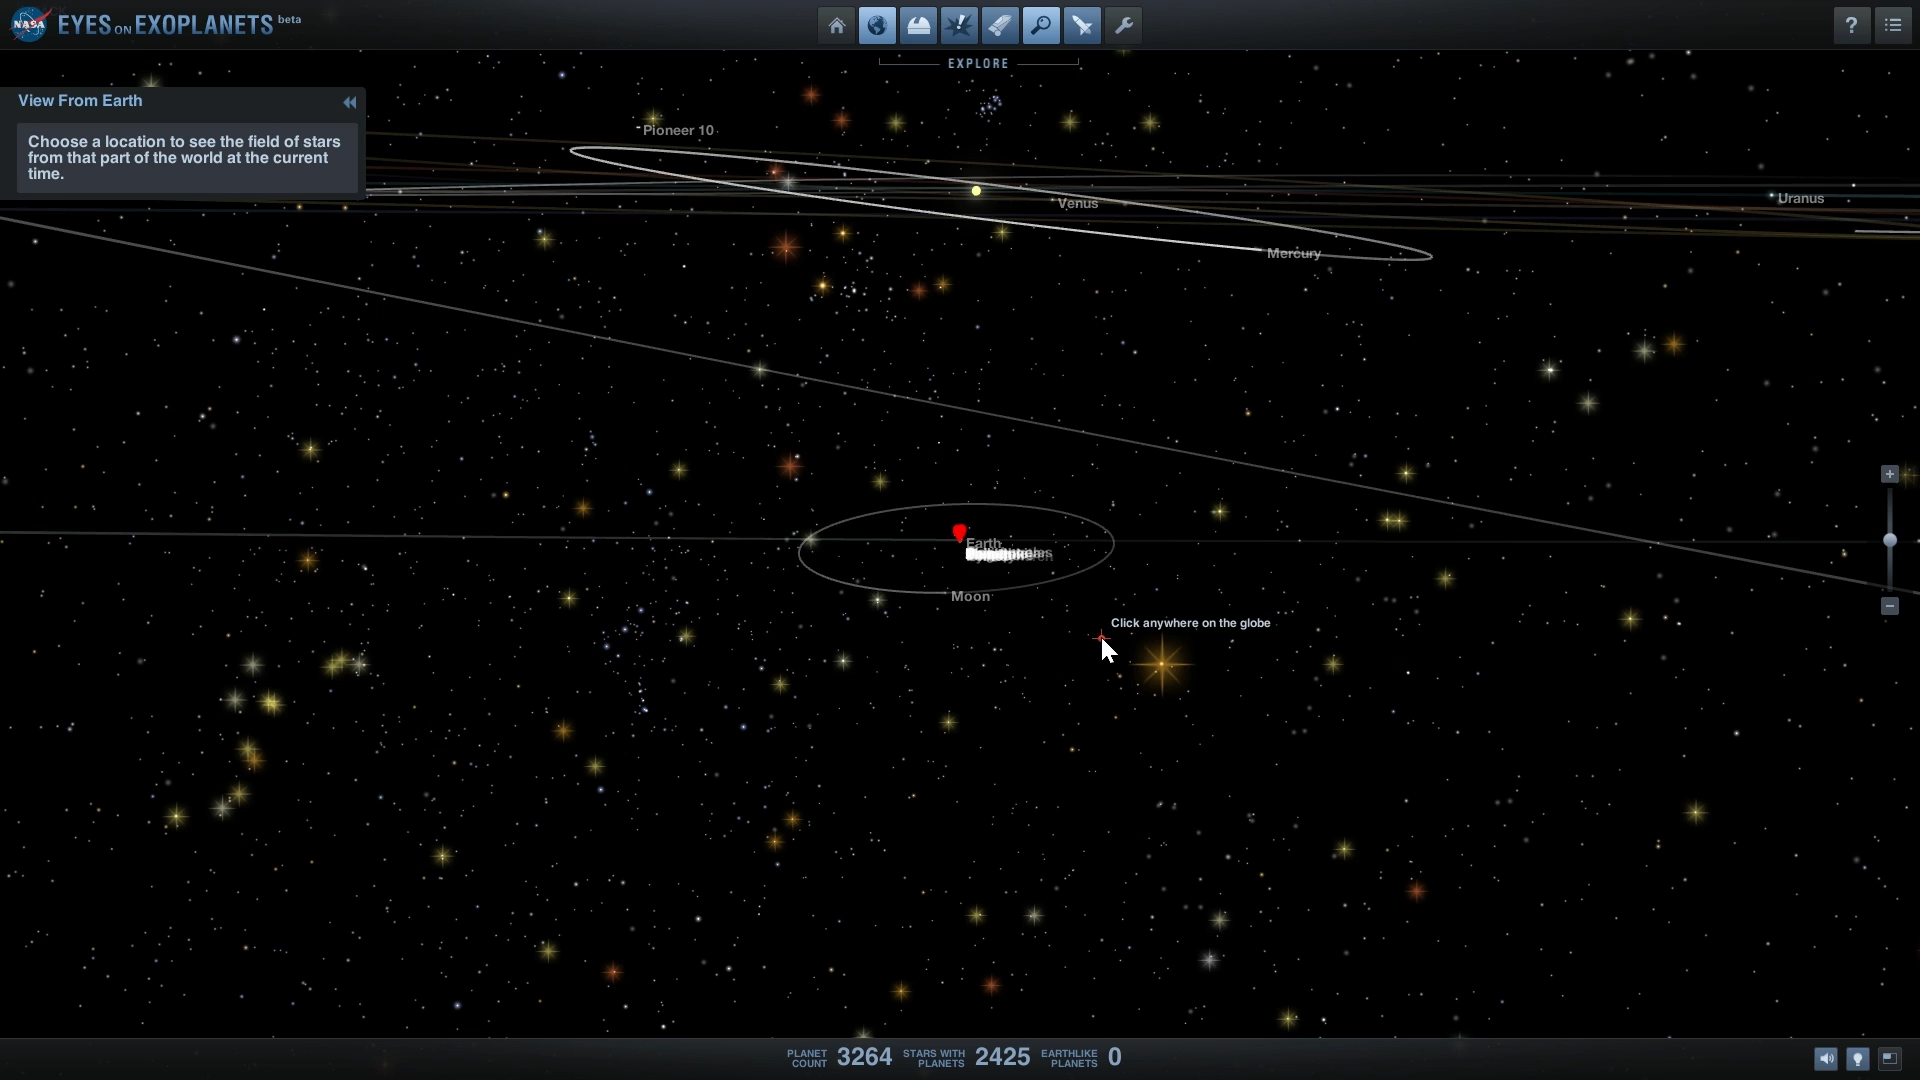 NASA
EYES ON EXOPLANETS beta
?
EXPLORE
View From Earth
Choose a location to see the field of stars
from that part of the world at the current
time.
Pioneer 10
Venus
Uranus
Mercury
Earth
Moon
Click anywhere on the globe
PLANET COUNT 3264 STARS WITH PLANETS 2425 EARTHLIKE PLANETS 0